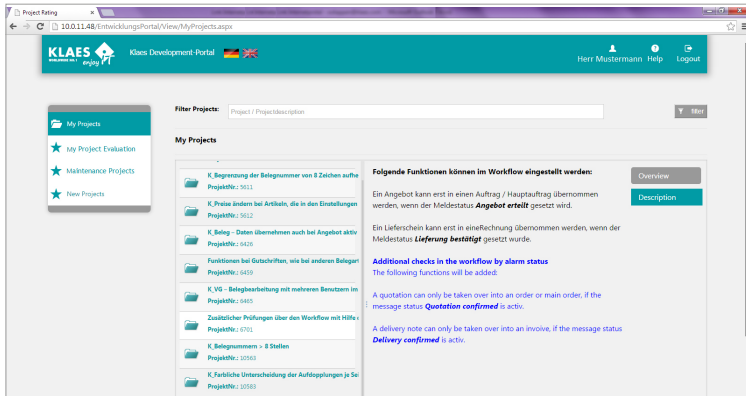 Project Rating
10.0.11.48/EntwicklungsPortal/View/MyProjects.aspx
KLAES
WORLDWIDE NO. 1
enjoy it
Klaes Development-Portal
Herr Mustermann
Help
Logout
My Projects
My Project Evaluation
Maintenance Projects
New Projects
Filter Projects:
Project / Projectdescription
filter
My Projects
K_Begrenzung der Belegnummer von 8 Zeichen aufhe
ProjektNr.: 5611
K_Preise ändern bei Artikeln, die in den Einstellungen
ProjektNr.: 5612
K_Beleg – Daten übernehmen auch bei Angebot aktiv
ProjektNr.: 6426
Funktionen bei Gutschriften, wie bei anderen Belegart
ProjektNr.: 6459
K_VG – Belegbearbeitung mit mehreren Benutzern im
ProjektNr.: 6465
Zusätzlicher Prüfungen über den Workflow mit Hilfe
ProjektNr.: 6701
K_Belegnummern > 8 Stellen
ProjektNr.: 10563
K_Farbliche Unterscheidung der Aufdopplungen je Sei
ProjektNr.: 10583
Folgende Funktionen können im Workflow eingestellt werden:
Ein Angebot kann erst in einen Auftrag / Hauptauftrag übernommen
werden, wenn der Meldestatus Angebot erteilt gesetzt wird.
Ein Lieferschein kann erst in eineRechnung übernommen werden, wenn der
Meldestatus Lieferung bestätigt gesetzt wurde.
Additional checks in the workflow by alarm status
The following functions will be added:
A quotation can only be taken over into an order or main order, if the
message status Quotation confirmed is activ.
A delivery note can only be taken over into an invoive, if the message status
Delivery confirmed is activ.
Overview
Description